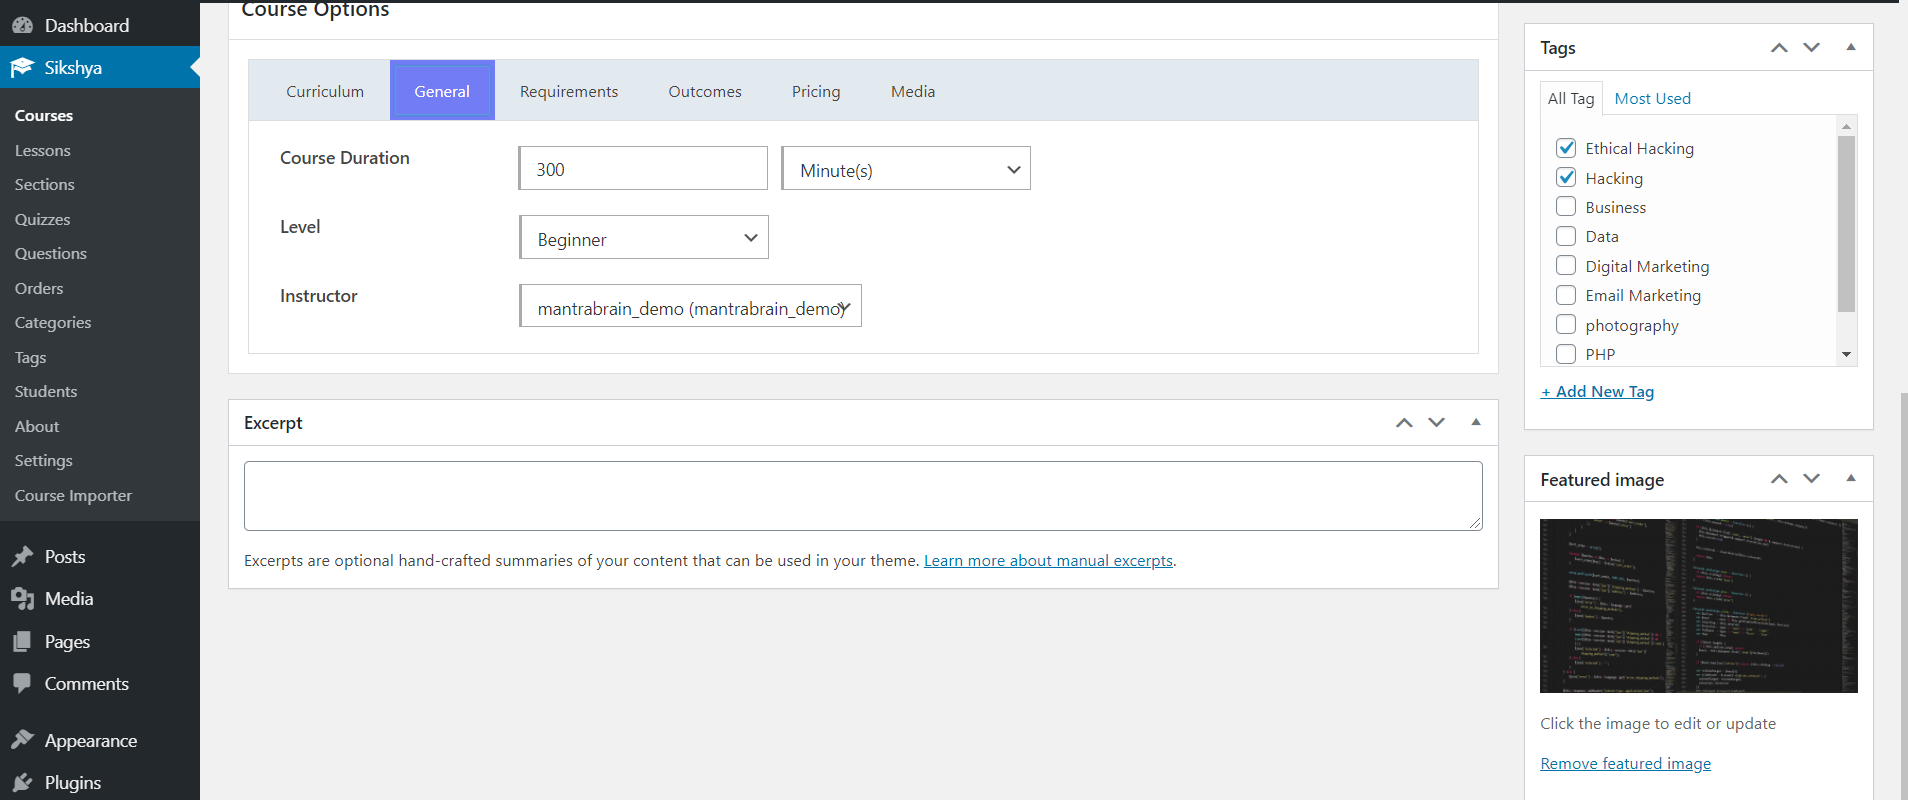 Dashboard
Sikshya
Courses
Lessons
Sections
Quizzes
Questions
Orders
Categories
Tags
Students
About
Settings
Course Importer
Posts
Media
Pages
Comments
Appearance
Plugins
Course Options
Curriculum General Requirements Outcomes Pricing Media
Course Duration 300 Minute(s)
Level Beginner
Instructor mantrabrain_demo (mantrabrain_demo)
Excerpt
Excerpts are optional hand-crafted summaries of your content that can be used in your theme. Learn more about manual excerpts.
Tags
All Tag Most Used
Ethical Hacking
Hacking
Business
Data
Digital Marketing
Email Marketing
photography
PHP
+ Add New Tag
Featured image
Click the image to edit or update
Remove featured image